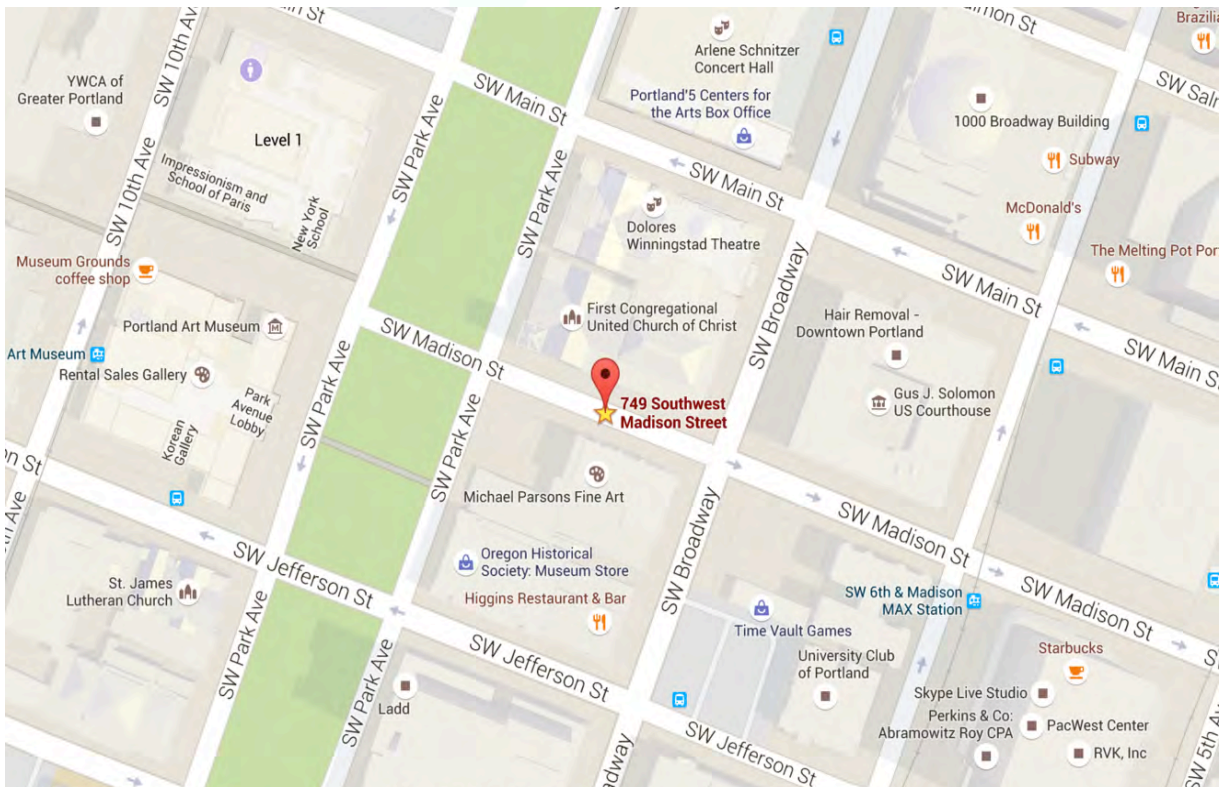 SW 10th Ave
YWCA of
Greater Portland
Level 1
Impressionism and
School of Paris
New York
School
SW 10th Ave
Museum Grounds
coffee shop
Portland Art Museum
Art Museum
Rental Sales Gallery
Park
Avenue
Lobby
Korean
Gallery
SW Park Ave
SW Park Ave
SW Main St
SW Park Ave
Arlene Schnitzer
Concert Hall
Portland'5 Centers for
the Arts Box Office
SW Main St
Dolores
Winningstad Theatre
First Congregational
United Church of Christ
SW Madison St
749 Southwest
Madison Street
SW Broadway
1000 Broadway Building
Subway
McDonald's
The Melting Pot Por
Brazilia
SW Sal
SW Main St
SW Main S
Hair Removal -
Downtown Portland
Gus J. Solomon
US Courthouse
SW Park Ave
Michael Parsons Fine Art
Oregon Historical
Society: Museum Store
Higgins Restaurant & Bar
SW Broadway
SW Madison St
SW Madison St
SW 6th & Madison
MAX Station
Time Vault Games
University Club
of Portland
Starbucks
Skype Live Studio
Perkins & Co:
Abramowitz Roy CPA
PacWest Center
RVK, Inc
SW 5th A
on St
SW Jefferson St
St. James
Lutheran Church
SW Park Ave
SW Park Ave
Ladd
SW Jefferson St
SW Jefferson St
oadway